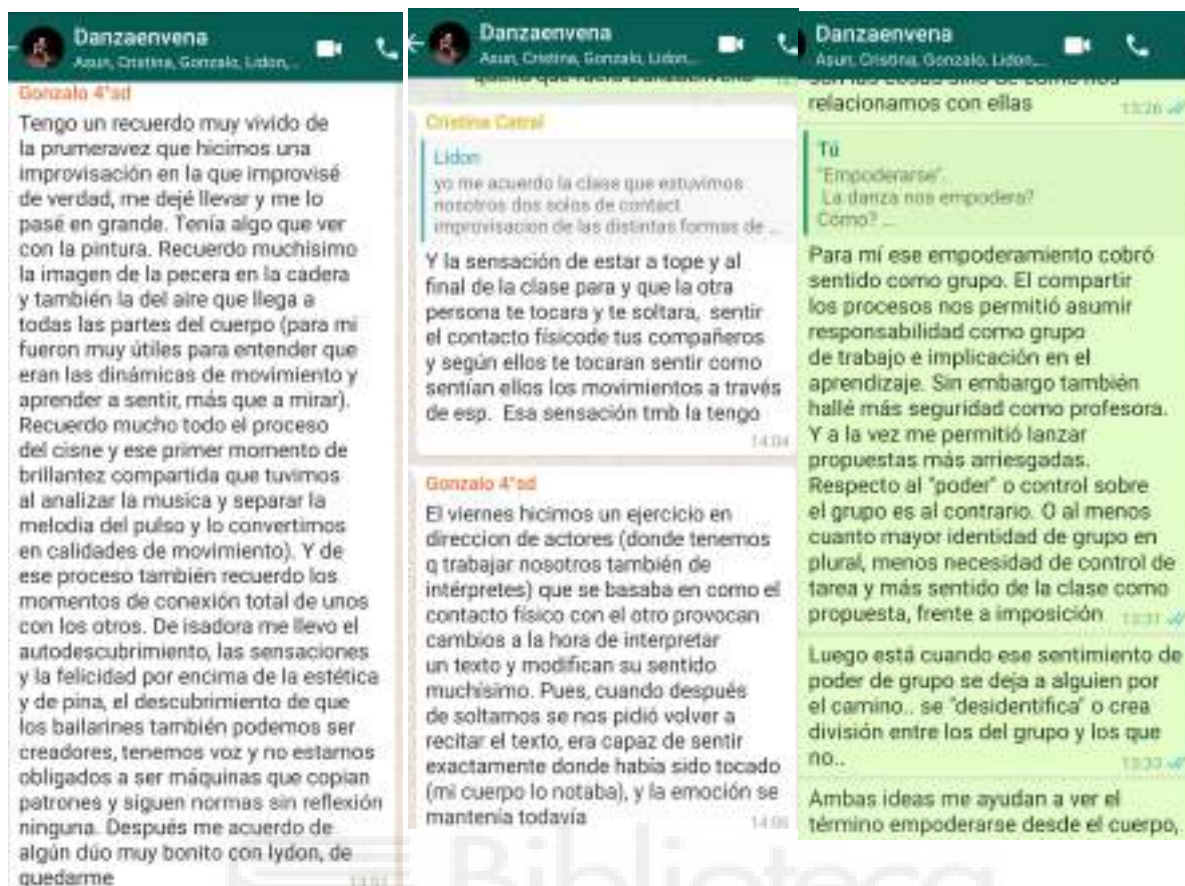 Danzaenvena
Asun, Cristina, Gonzalo, Lidon,...
Gonzalo 4ºad
Tengo un recuerdo muy vivido de
la prumeravez que hicimos una
improvisación en la que improvisé
de verdad, me dejé llevar y me lo
pasé en grande. Tenía algo que ver
con la pintura. Recuerdo muchisimo
la imagen de la pecera en la cadera
y también la del aire que llega a
todas las partes del cuerpo (para mi
fueron muy útiles para entender que
eran las dinámicas de movimiento y
aprender a sentir, más que a mirar).
Recuerdo mucho todo el proceso
del cisne y ese primer momento de
brillantez compartida que tuvimos
al analizar la musica y separar la
melodia del pulso y lo convertimos
en calidades de movimiento). Y de
ese proceso también recuerdo los
momentos de conexión total de unos
con los otros. De isadora me llevo el
autodescubrimiento, las sensaciones
y la felicidad por encima de la estética
y de pina, el descubrimiento de que
los bailarines también podemos ser
creadores, tenemos voz y no estamos
obligados a ser máquinas que copian
patrones y siguen normas sin reflexión
ninguna. Después me acuerdo de
algún dúo muy bonito con lydon, de
quedarme
Danzaenvena
Asun, Cristina, Gonzalo, Lidon,...
Cristina Catral
Lidon
yo me acuerdo la clase que estuvimos
nosotros dos solos de contact
improvisacion de las distintas formas de ...
Y la sensación de estar a tope y al
final de la clase para y que la otra
persona te tocara y te soltara, sentir
el contacto físicode tus compañeros
y según ellos te tocaran sentir como
sentían ellos los movimientos a través
de esp. Esa sensación tmb la tengo
14:04
Gonzalo 4ºad
El viernes hicimos un ejercicio en
direccion de actores (donde tenemos
q trabajar nosotros también de
intérpretes) que se basaba en como el
contacto físico con el otro provocan
cambios a la hora de interpretar
un texto y modifican su sentido
muchísimo. Pues, cuando después
de soltarnos se nos pidió volver a
recitar el texto, era capaz de sentir
exactamente donde había sido tocado
(mi cuerpo lo notaba), y la emoción se
mantenía todavía
Danzaenvena
Asun, Cristina, Gonzalo, Lidon,...
son las cosas sino de como nos
relacionamos con ellas 13:26
Tú
"Empoderarse".
La danza nos empodera?
Como? ...
Para mí ese empoderamiento cobró
sentido como grupo. El compartir
los procesos nos permitió asumir
responsabilidad como grupo
de trabajo e implicación en el
aprendizaje. Sin embargo también
hallé más seguridad como profesora.
Y a la vez me permitió lanzar
propuestas más arriesgadas.
Respecto al "poder" o control sobre
el grupo es al contrario. O al menos
cuanto mayor identidad de grupo en
plural, menos necesidad de control de
tarea y más sentido de la clase como
propuesta, frente a imposición 13:31
Luego está cuando ese sentimiento de
poder de grupo se deja a alguien por
el camino.. se "desidentifica" o crea
división entre los del grupo y los que
no.. 13:33
Ambas ideas me ayudan a ver el
término empoderarse desde el cuerpo,
Biblioteca